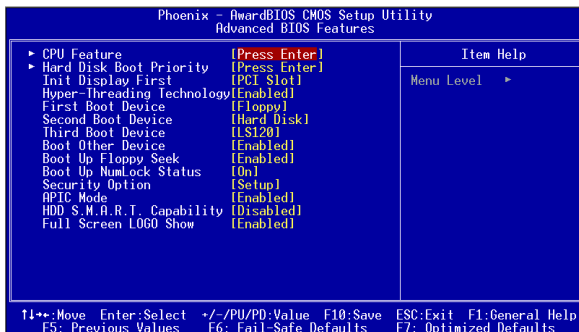 Phoenix - AwardBIOS CMOS Setup Utility
Advanced BIOS Features
► CPU Feature [Press Enter]
► Hard Disk Boot Priority [Press Enter]
Init Display First [PCI Slot]
Hyper-Threading Technology[Enabled]
First Boot Device [Floppy]
Second Boot Device [Hard Disk]
Third Boot Device [LS120]
Boot Other Device [Enabled]
Boot Up Floppy Seek [Enabled]
Boot Up NumLock Status [On]
Security Option [Setup]
APIC Mode [Enabled]
HDD S.M.A.R.T. Capability [Disabled]
Full Screen LOGO Show [Enabled]
Item Help
Menu Level ►
↑↓→←:Move Enter:Select +/-/PU/PD:Value F10:Save ESC:Exit F1:General Help
F5: Previous Values F6: Fail-Safe Defaults F7: Optimized Defaults